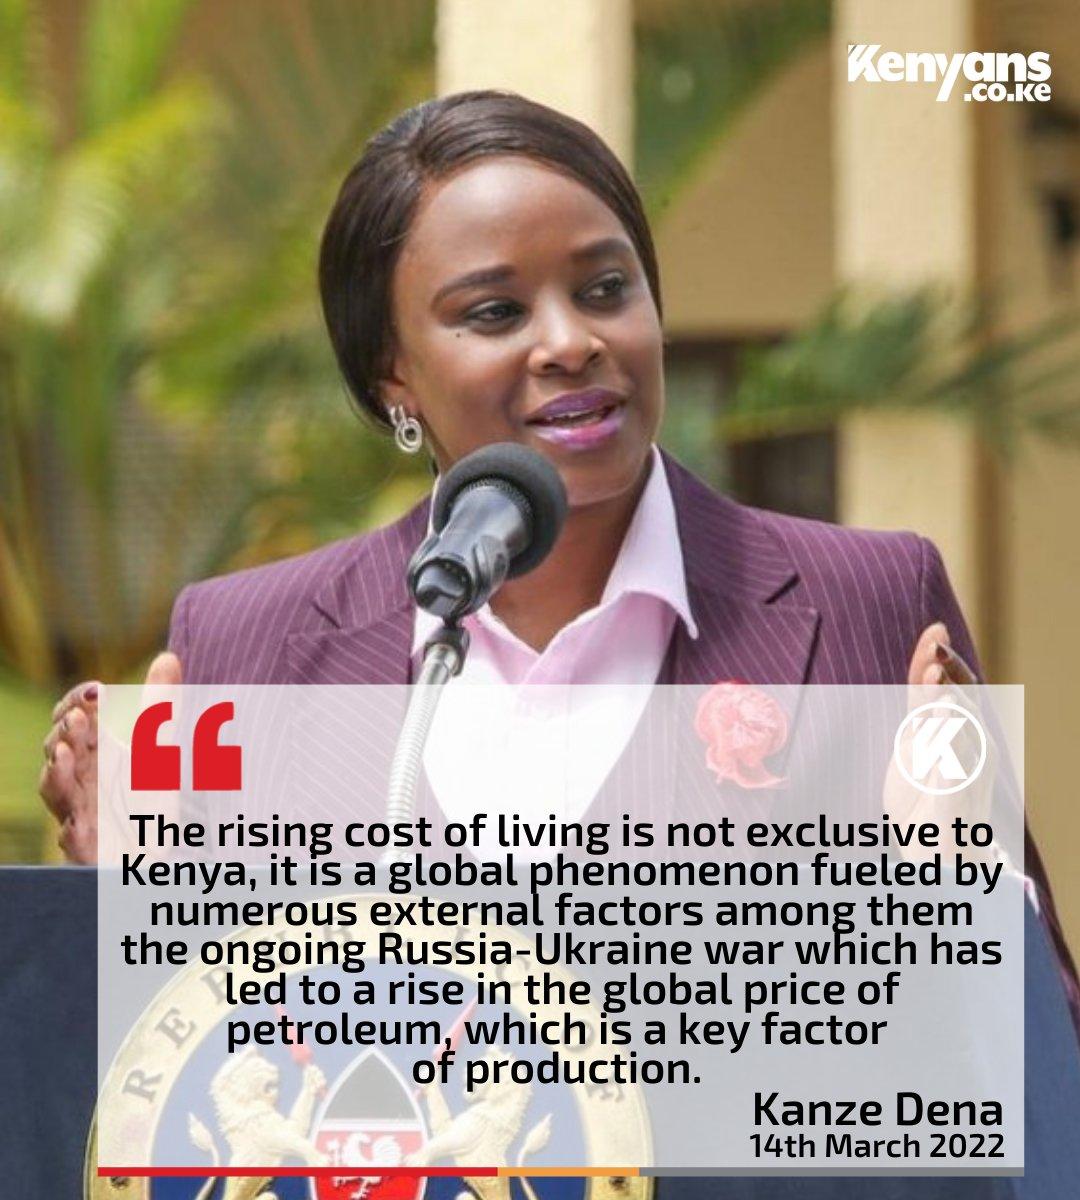 Kenyans
.co.ke
The rising cost of living is not exclusive to
Kenya, it is a global phenomenon fueled by
numerous external factors among them
the ongoing Russia-Ukraine war which has
led to a rise in the global price of
petroleum, which is a key factor
of production.
Kanze Dena
14th March 2022